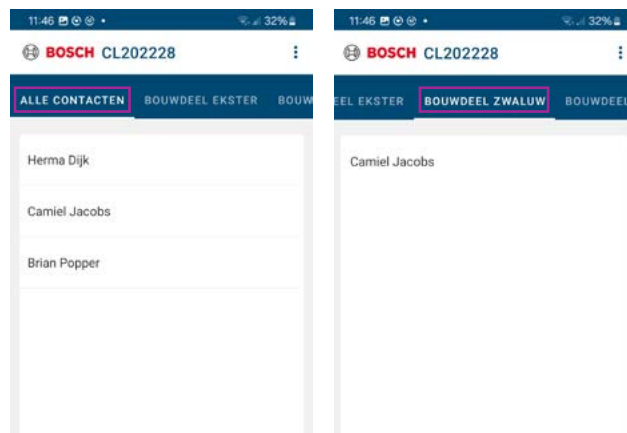 11:46 32%
BOSCH CL202228
ALLE CONTACTEN BOUWDEEL EKSTER BOUW
Herma Dijk
Camiel Jacobs
Brian Popper
11:46 32%
BOSCH CL202228
EEL EKSTER BOUWDEEL ZWALUW BOUWDEEL
Camiel Jacobs